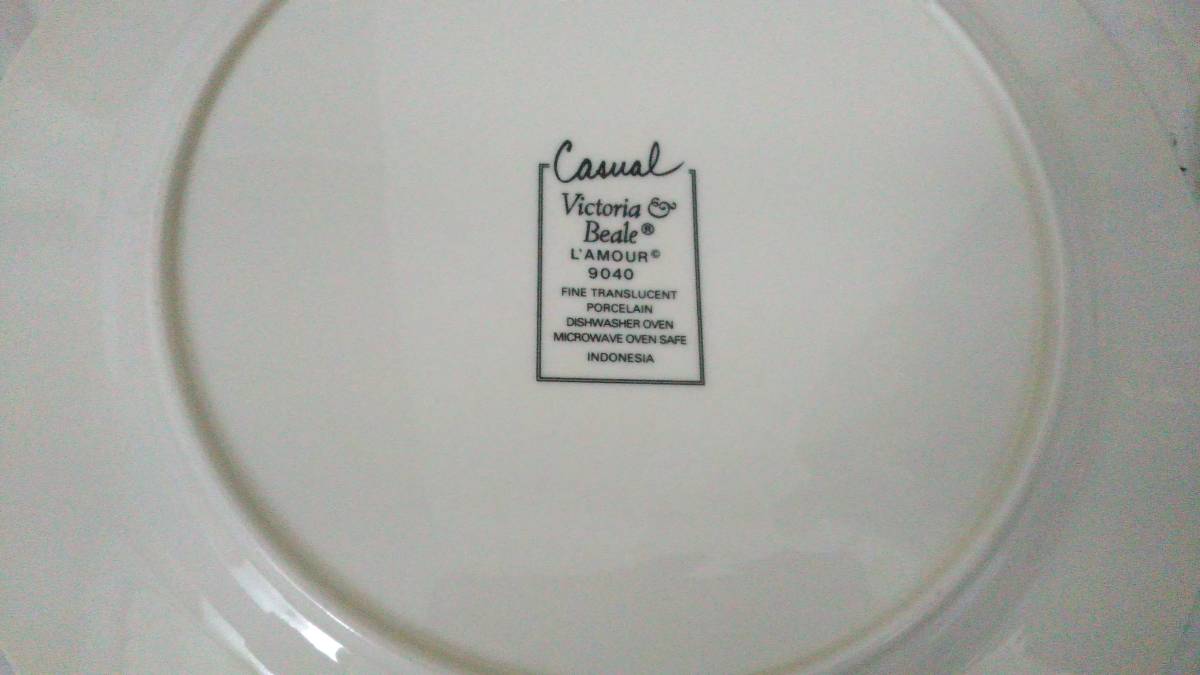 Casual
Victoria &
Beale®
L'AMOUR©
9040
FINE TRANSLUCENT
PORCELAIN
DISHWASHER OVEN
MICROWAVE OVEN SAFE
INDONESIA